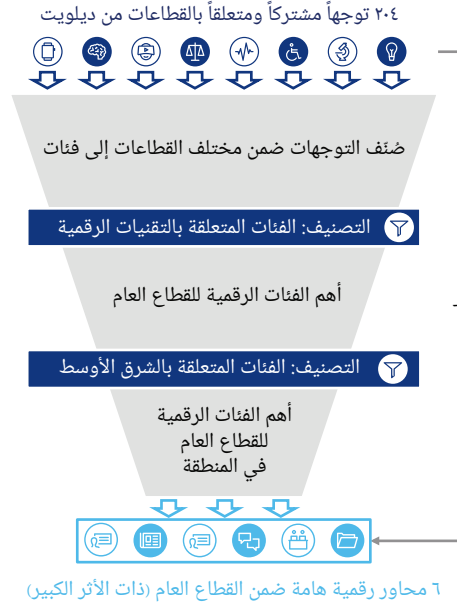 ٢٠٤ توجهاً مشتركاً ومتعلقاً بالقطاعات من ديلويت
صُنّف التوجهات ضمن مختلف القطاعات إلى فئات
التصنيف: الفئات المتعلقة بالتقنيات الرقمية
أهم الفئات الرقمية للقطاع العام
التصنيف: الفئات المتعلقة بالشرق الأوسط
أهم الفئات الرقمية
للقطاع العام
في المنطقة
٦ محاور رقمية هامة ضمن القطاع العام (ذات الأثر الكبير)